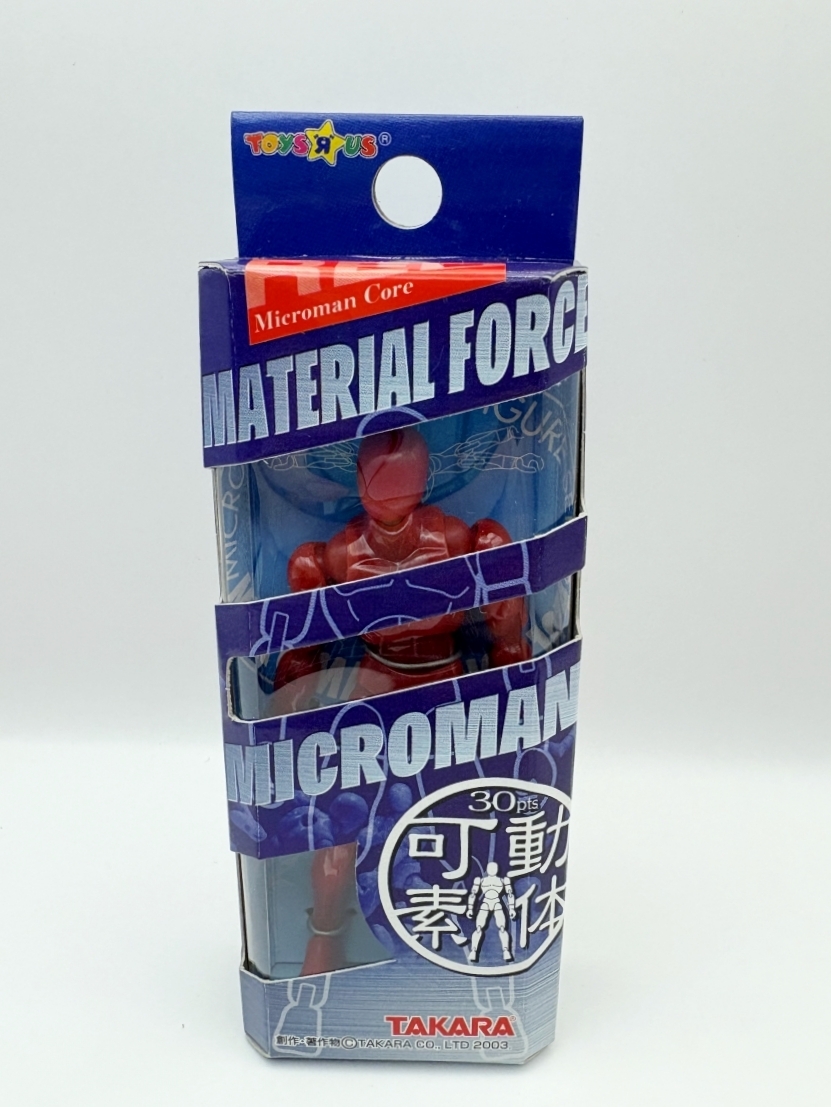 TOYS"R"US®
Microman Core
MATERIAL FORCE
MICROMAN
30pts
可動
素体
TAKARA®
創作・著作物©TAKARA CO., LTD 2003